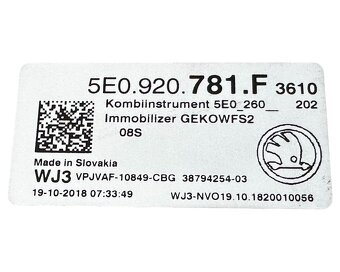 5E0.920.781.F 3610
Kombiinstrument 5E0_260__ 202
Immobilizer GEKOWFS2
08S
Made in Slovakia
WJ3 VPJVAF-10849-CBG 38794254-03
19-10-2018 07:33:49 WJ3-NVO19.10.1820010056